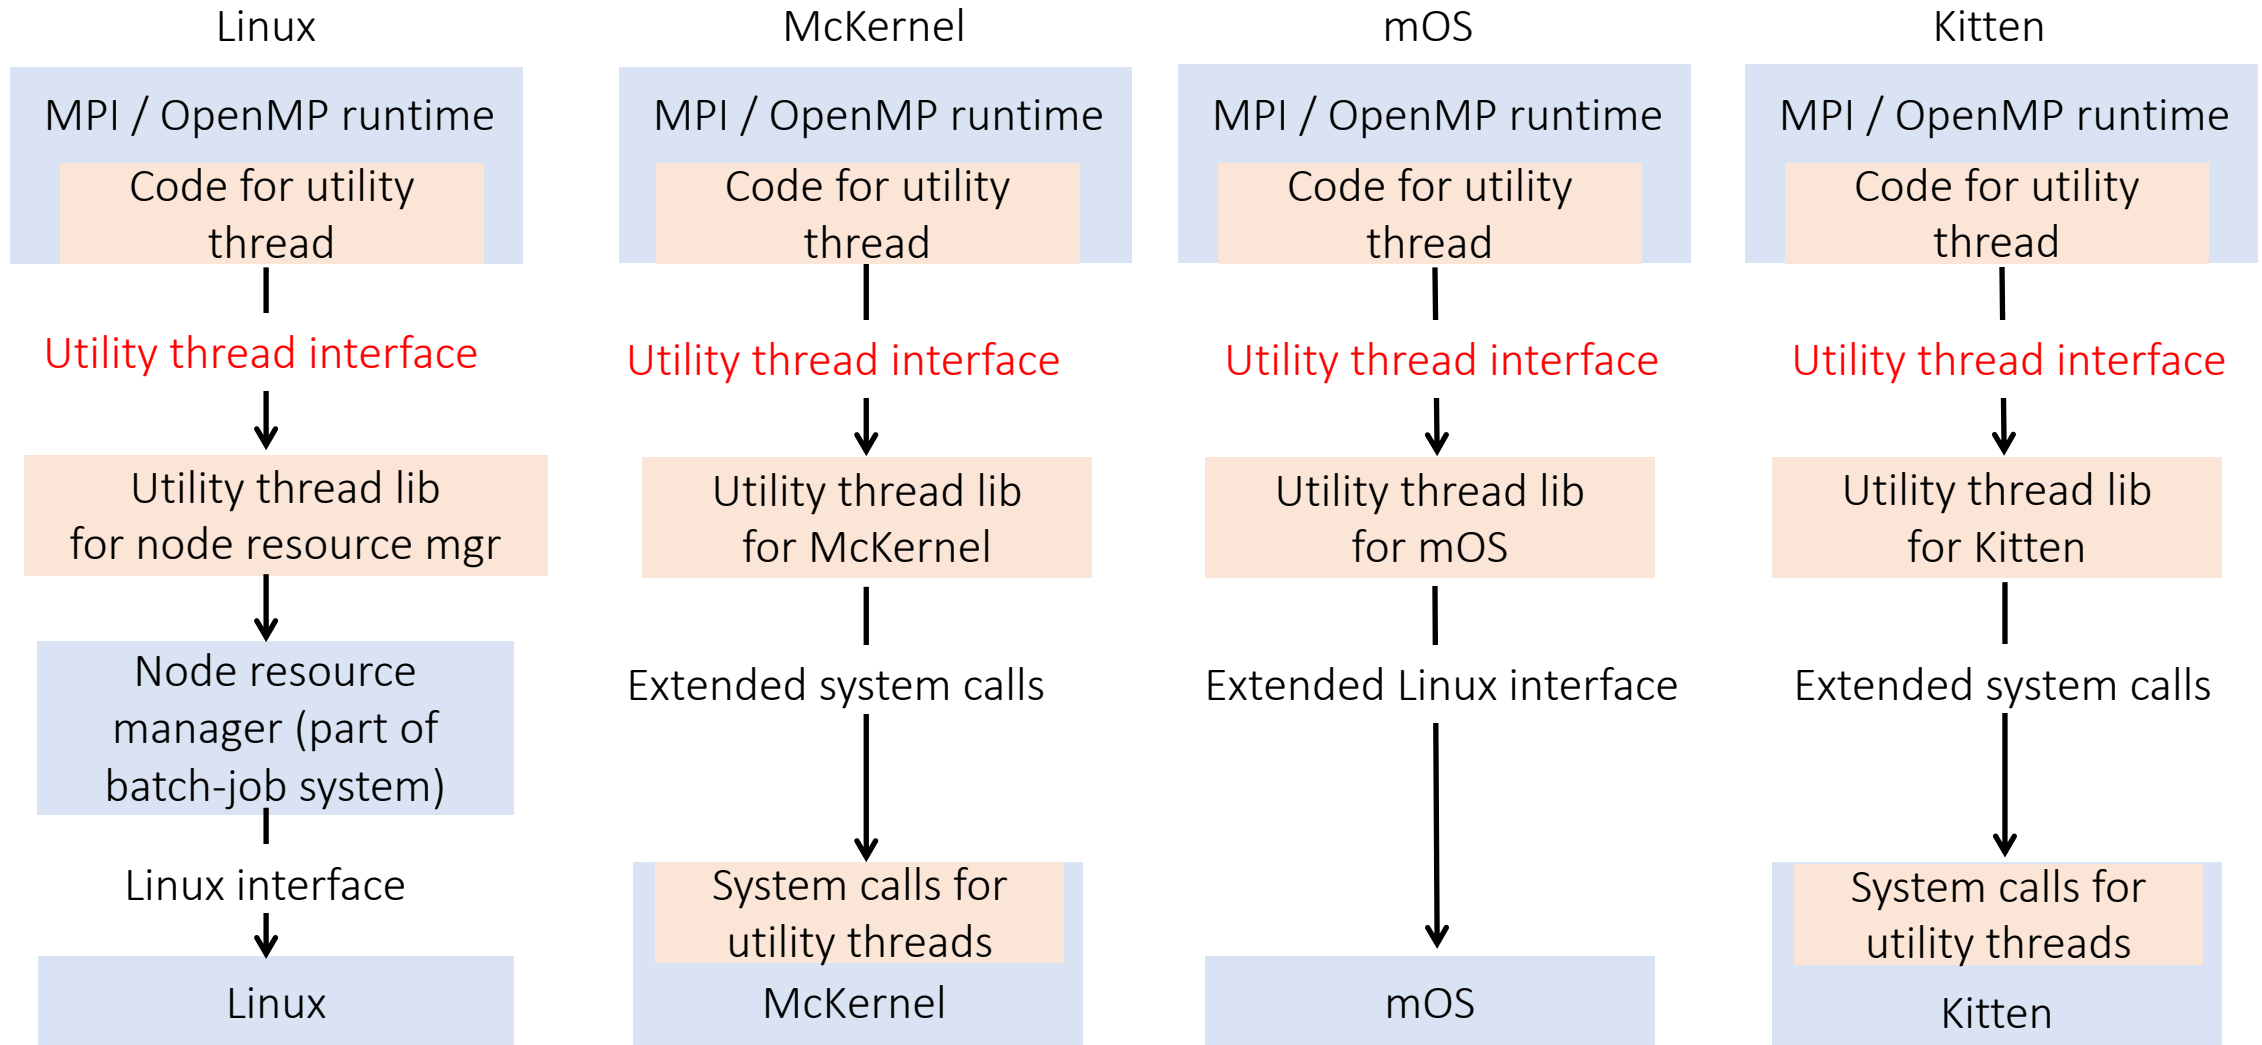 Linux
MPI / OpenMP runtime
Code for utility
thread
Utility thread interface
Utility thread lib
for node resource mgr
Node resource
manager (part of
batch-job system)
Linux interface
Linux
McKernel
MPI / OpenMP runtime
Code for utility
thread
Utility thread interface
Utility thread lib
for McKernel
Extended system calls
System calls for
utility threads
McKernel
mOS
MPI / OpenMP runtime
Code for utility
thread
Utility thread interface
Utility thread lib
for mOS
Extended Linux interface
mOS
Kitten
MPI / OpenMP runtime
Code for utility
thread
Utility thread interface
Utility thread lib
for Kitten
Extended system calls
System calls for
utility threads
Kitten